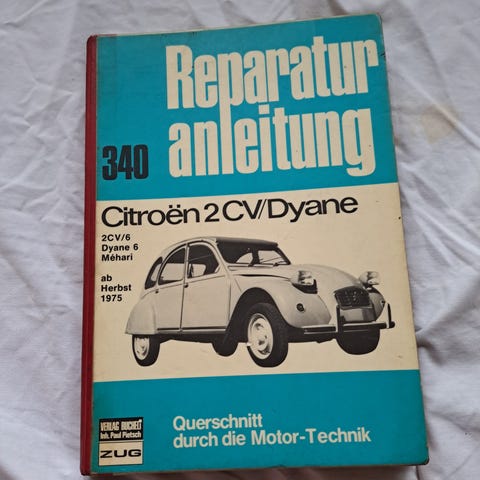 Reparatur
anleitung
340
Citroën 2 CV/Dyane
2CV/6
Dyane 6
Méhari
ab
Herbst
1975
VERLAG BUCHELI
Inh. Paul Pietsch
ZUG
Querschnitt
durch die Motor-Technik